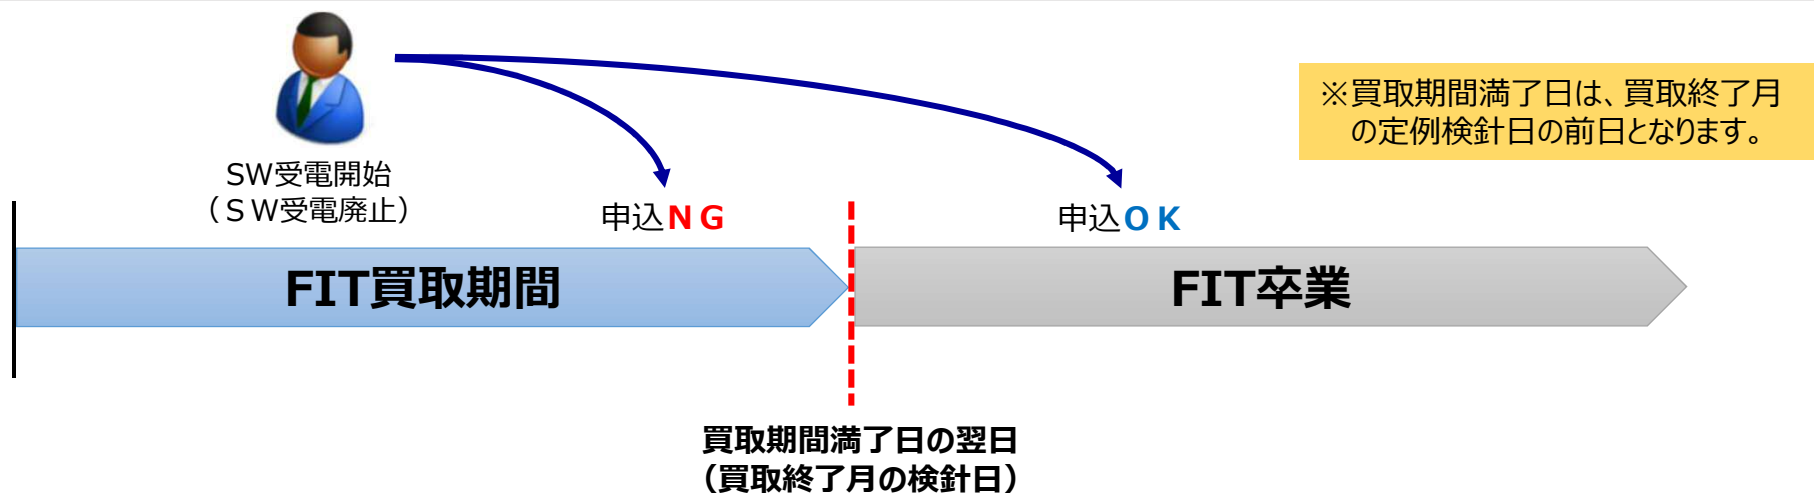 ※買取期間満了日は、買取終了月
の定例検針日の前日となります。
SW受電開始
（ＳＷ受電廃止）
申込ＮＧ
申込ＯＫ
FIT買取期間
FIT卒業
買取期間満了日の翌日
（買取終了月の検針日）